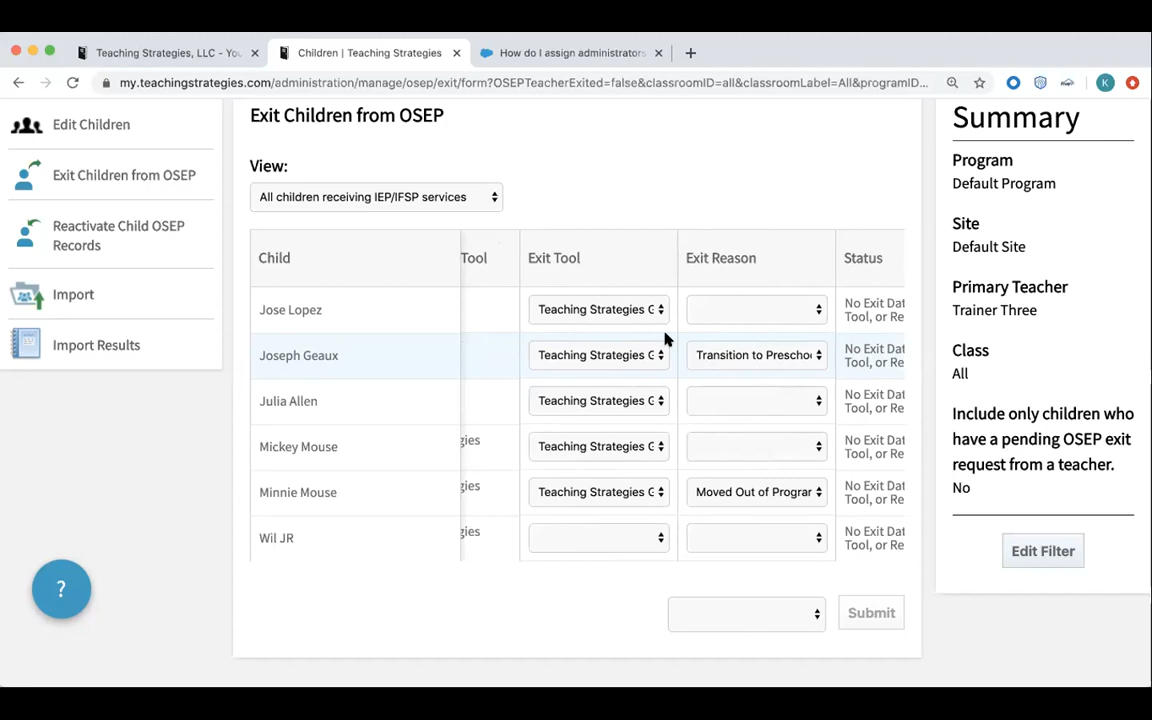 Teaching Strategies, LLC - You
Children | Teaching Strategies
How do I assign administrators
my.teachingstrategies.com/administration/manage/osep/exit/form?OSEPTeacherExited=false&classroomID=all&classroomLabel=All&programID...
K
Edit Children
Exit Children from OSEP
Reactivate Child OSEP
Records
Import
Import Results
?
Exit Children from OSEP
View:
All children receiving IEP/IFSP services
Child Tool Exit Tool Exit Reason Status
Jose Lopez Teaching Strategies G No Exit Dat
Tool, or Re
Joseph Geaux Teaching Strategies G Transition to Preschoo No Exit Dat
Tool, or Re
Julia Allen Teaching Strategies G No Exit Dat
Tool, or Re
Mickey Mouse gies Teaching Strategies G No Exit Dat
Tool, or Re
Minnie Mouse gies Teaching Strategies G Moved Out of Program No Exit Dat
Tool, or Re
Wil JR gies No Exit Dat
Tool, or Re
Submit
Summary
Program
Default Program
Site
Default Site
Primary Teacher
Trainer Three
Class
All
Include only children who
have a pending OSEP exit
request from a teacher.
No
Edit Filter